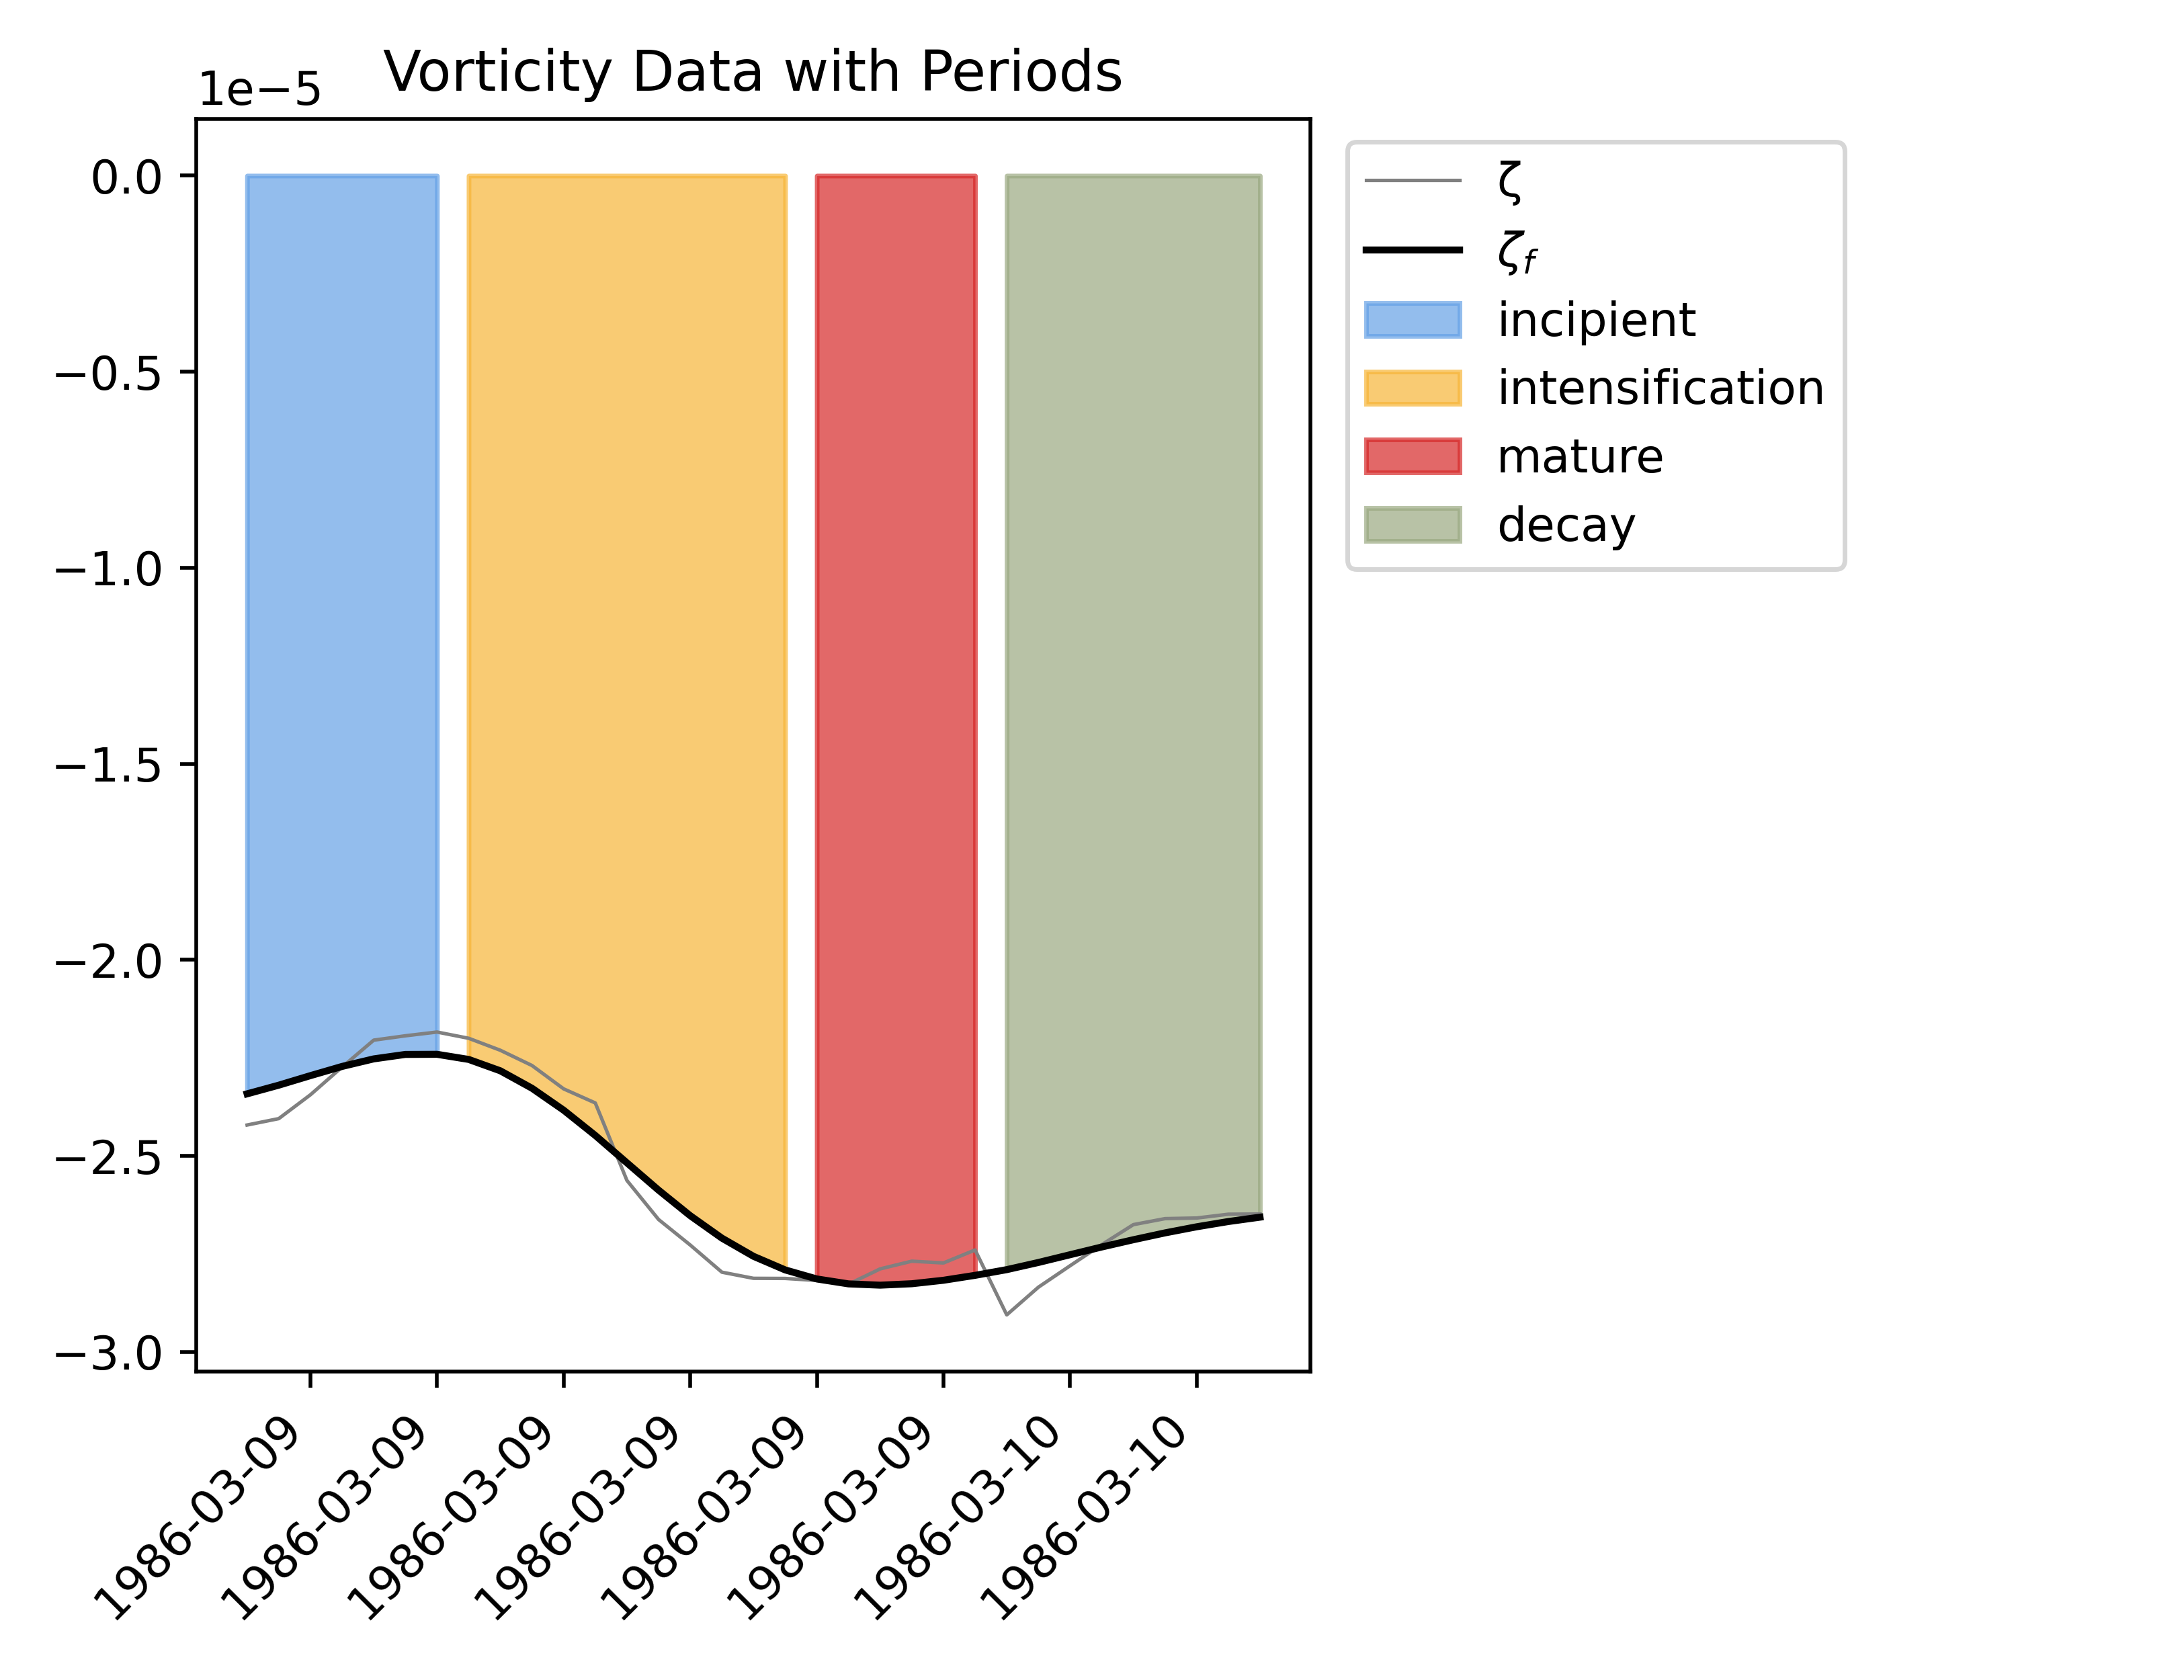 Vorticity Data with Periods
1e−5
0.0
−0.5
−1.0
−1.5
−2.0
−2.5
−3.0
1986-03-09
1986-03-09
1986-03-09
1986-03-09
1986-03-09
1986-03-09
1986-03-10
1986-03-10
ζ
ζf
incipient
intensification
mature
decay